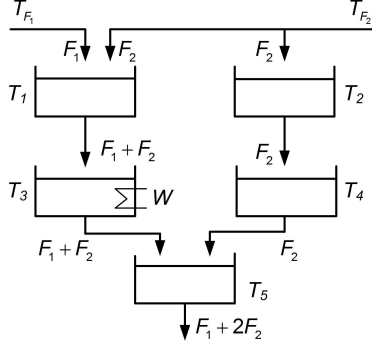 T_{F_1} T_{F_2}
F_1 F_2 F_2
T_1 T_2
F_1 + F_2 F_2
T_3 W T_4
F_1 + F_2 F_2
T_5
F_1 + 2F_2